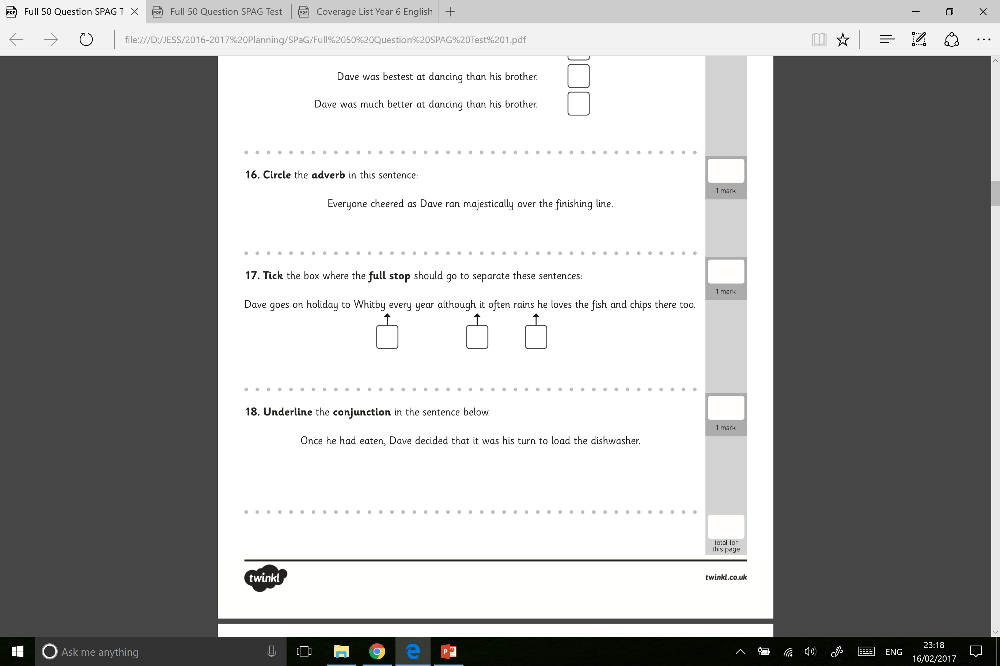 Full 50 Question SPAG T
Full 50 Question SPAG Test
Coverage List Year 6 English
file:///D:/JESS/2016-2017%20Planning/SPaG/Full%2050%20Question%20SPAG%20Test%201.pdf
Dave was bestest at dancing than his brother.
Dave was much better at dancing than his brother.
16. Circle the adverb in this sentence:
1 mark
Everyone cheered as Dave ran majestically over the finishing line.
17. Tick the box where the full stop should go to separate these sentences:
1 mark
Dave goes on holiday to Whitby every year although it often rains he loves the fish and chips there too.
18. Underline the conjunction in the sentence below.
1 mark
Once he had eaten, Dave decided that it was his turn to load the dishwasher.
total for
this page
twinkl
twinkl.co.uk
Ask me anything
ENG
23:18
16/02/2017